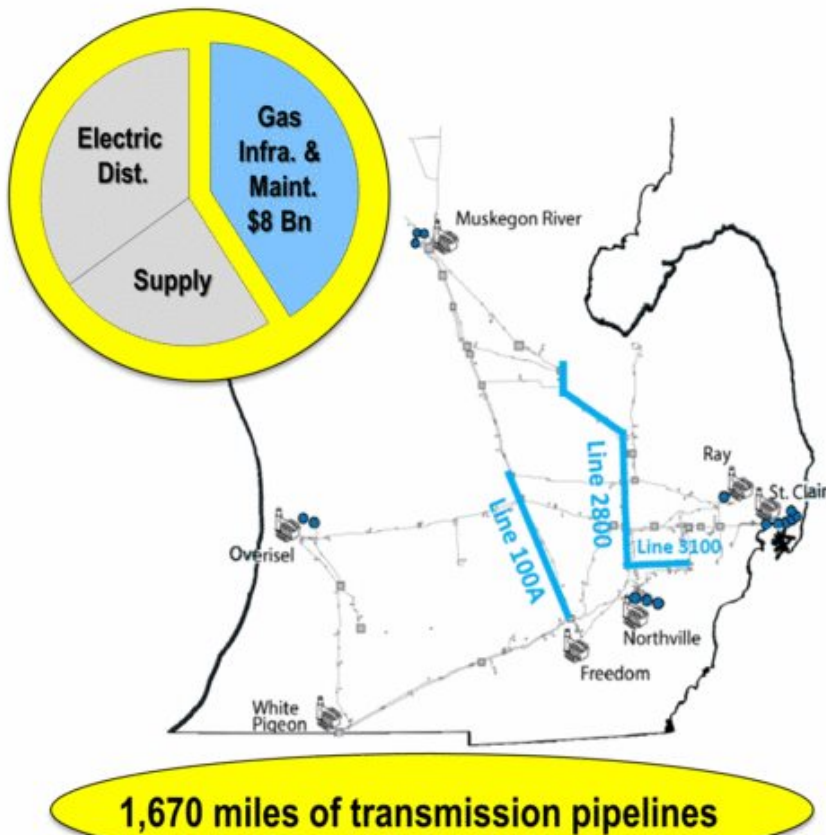 Electric
Dist.
Gas
Infra. &
Maint.
$8 Bn
Supply
Muskegon River
Ray
St. Clair
Line 2800
Line 100A
Line 3100
Overisel
Northville
Freedom
White
Pigeon
1,670 miles of transmission pipelines